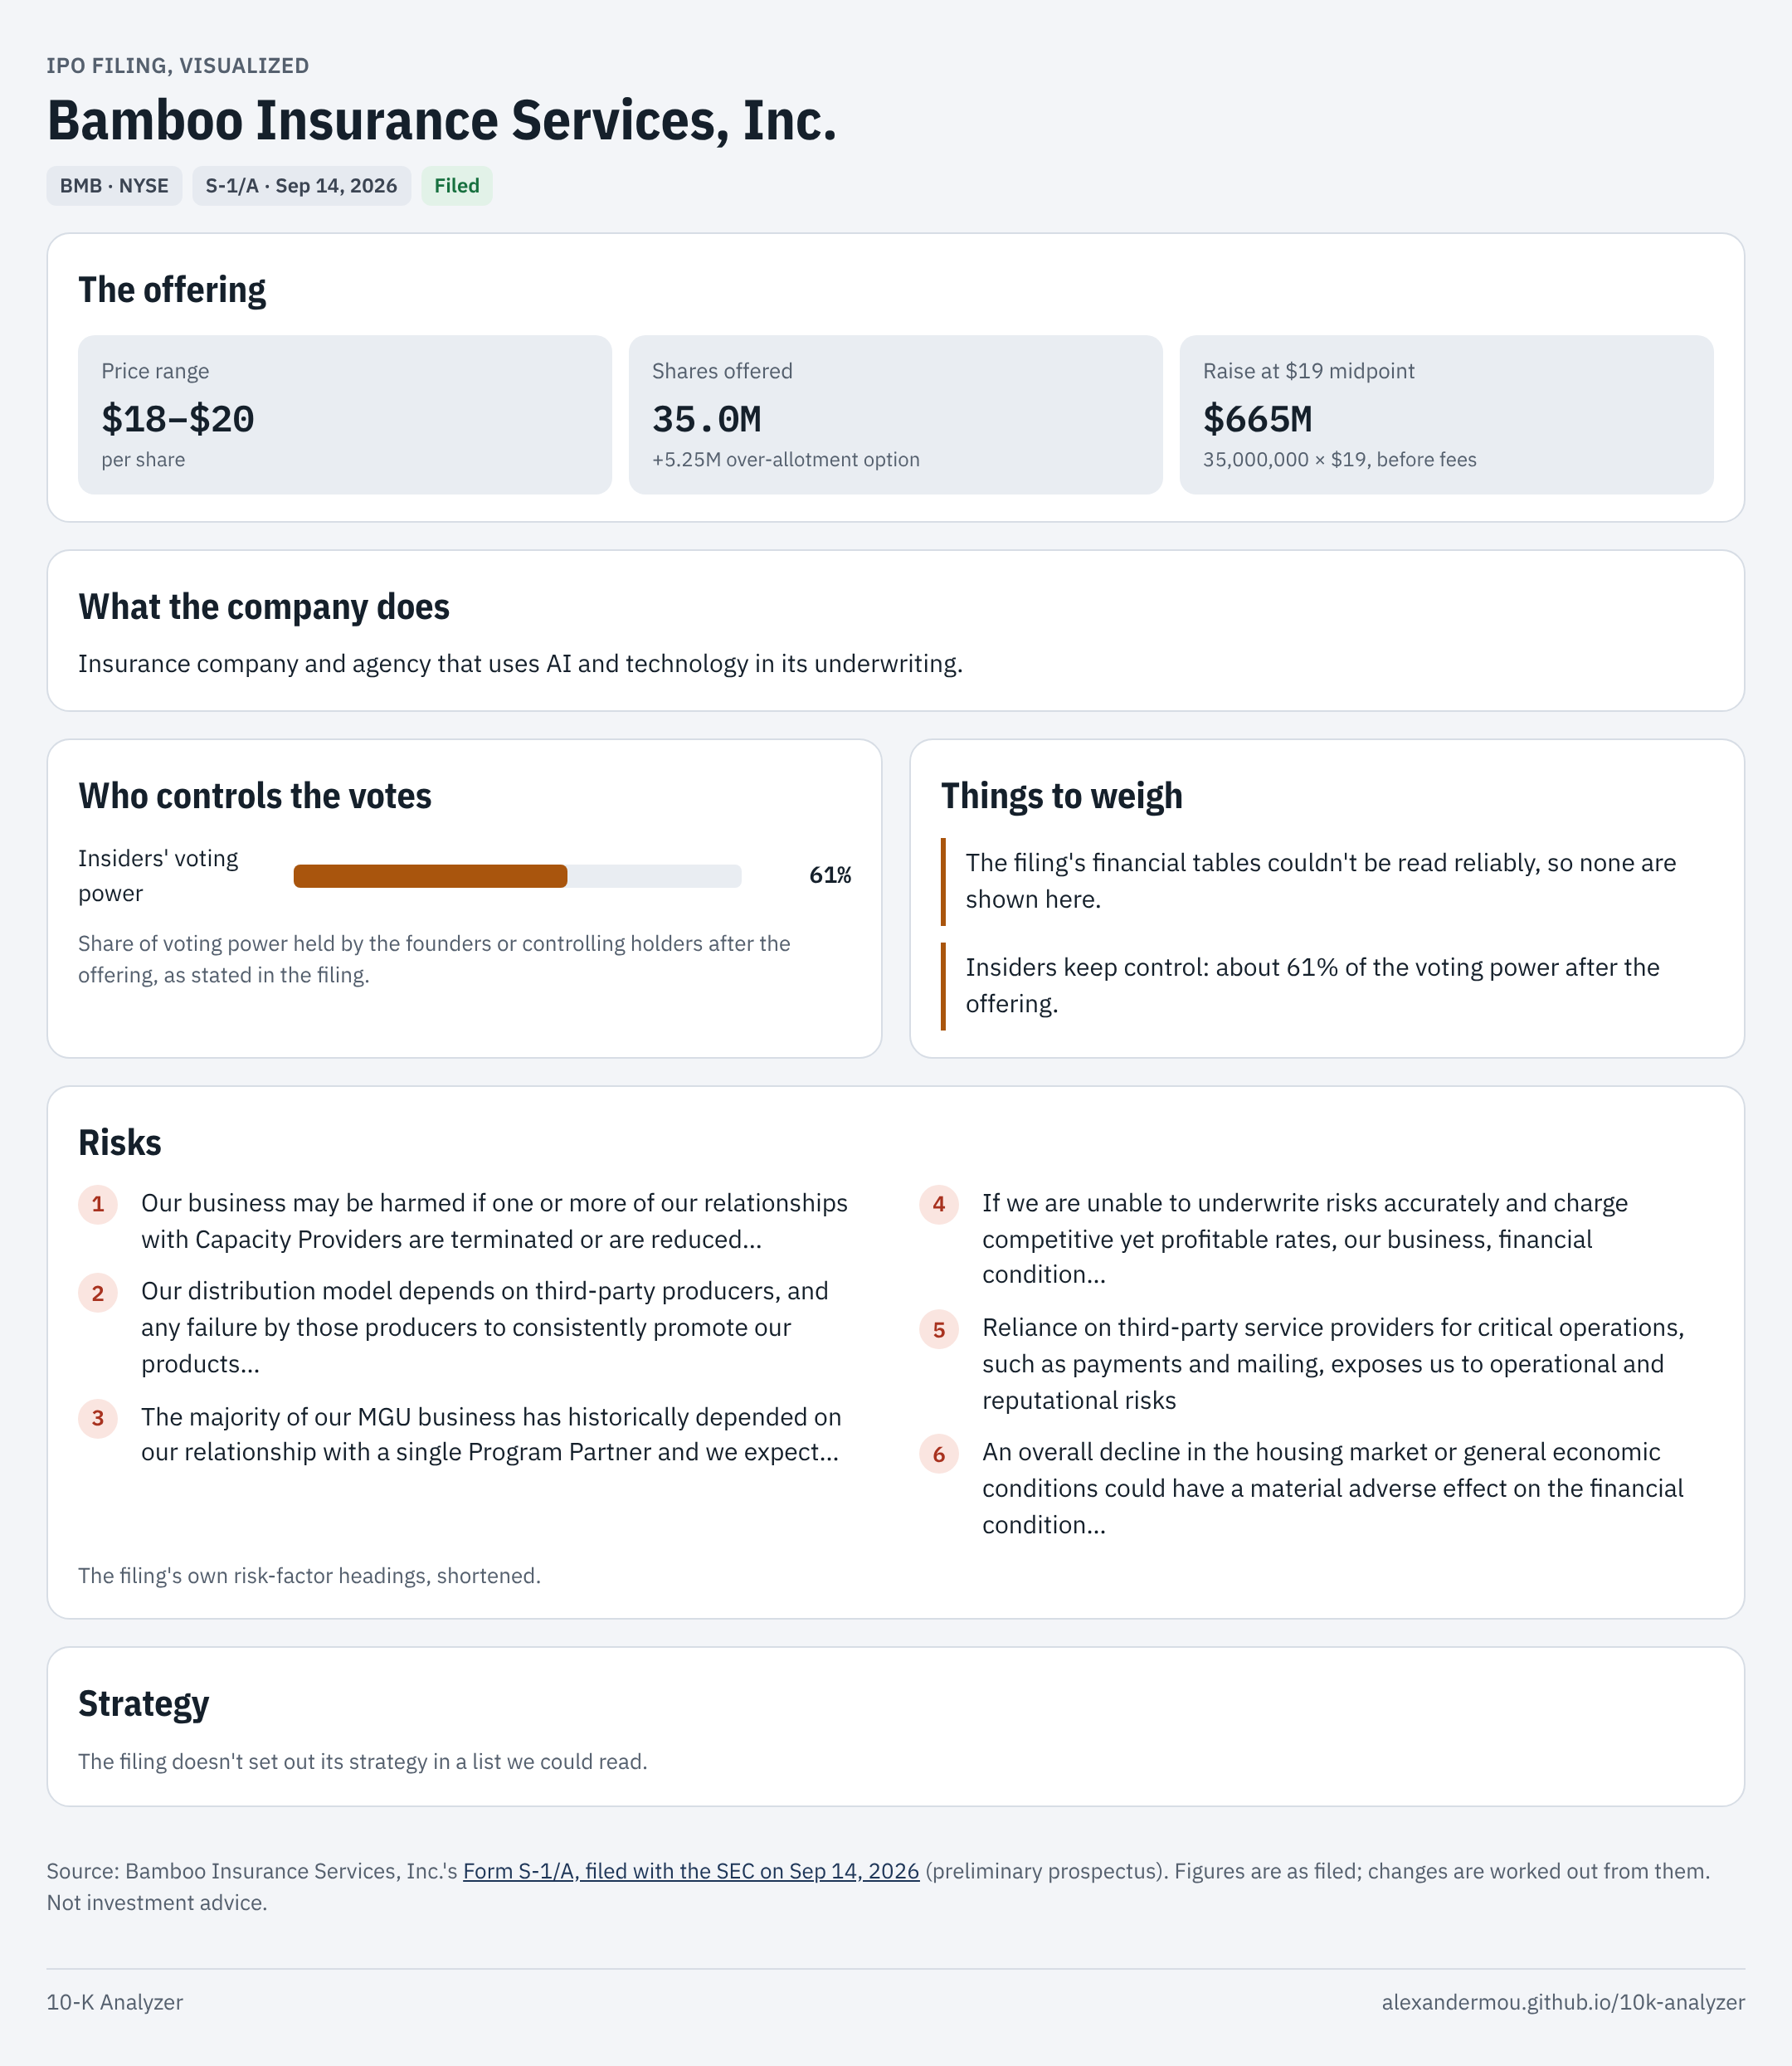 IPO FILING, VISUALIZED
Bamboo Insurance Services, Inc.
BMB · NYSE
S-1/A · Sep 14, 2026
Filed
The offering
Price range
$18–$20
per share
Shares offered
35.0M
+5.25M over-allotment option
Raise at $19 midpoint
$665M
35,000,000 × $19, before fees
What the company does
Insurance company and agency that uses AI and technology in its underwriting.
Who controls the votes
Insiders' voting
power
61%
Share of voting power held by the founders or controlling holders after the
offering, as stated in the filing.
Things to weigh
The filing's financial tables couldn't be read reliably, so none are
shown here.
Insiders keep control: about 61% of the voting power after the
offering.
Risks
1
Our business may be harmed if one or more of our relationships
with Capacity Providers are terminated or are reduced…
2
Our distribution model depends on third-party producers, and
any failure by those producers to consistently promote our
products…
3
The majority of our MGU business has historically depended on
our relationship with a single Program Partner and we expect…
4
If we are unable to underwrite risks accurately and charge
competitive yet profitable rates, our business, financial
condition…
5
Reliance on third-party service providers for critical operations,
such as payments and mailing, exposes us to operational and
reputational risks
6
An overall decline in the housing market or general economic
conditions could have a material adverse effect on the financial
condition…
The filing's own risk-factor headings, shortened.
Strategy
The filing doesn't set out its strategy in a list we could read.
Source: Bamboo Insurance Services, Inc.'s Form S-1/A, filed with the SEC on Sep 14, 2026 (preliminary prospectus). Figures are as filed; changes are worked out from them.
Not investment advice.
10-K Analyzer
alexandermou.github.io/10k-analyzer